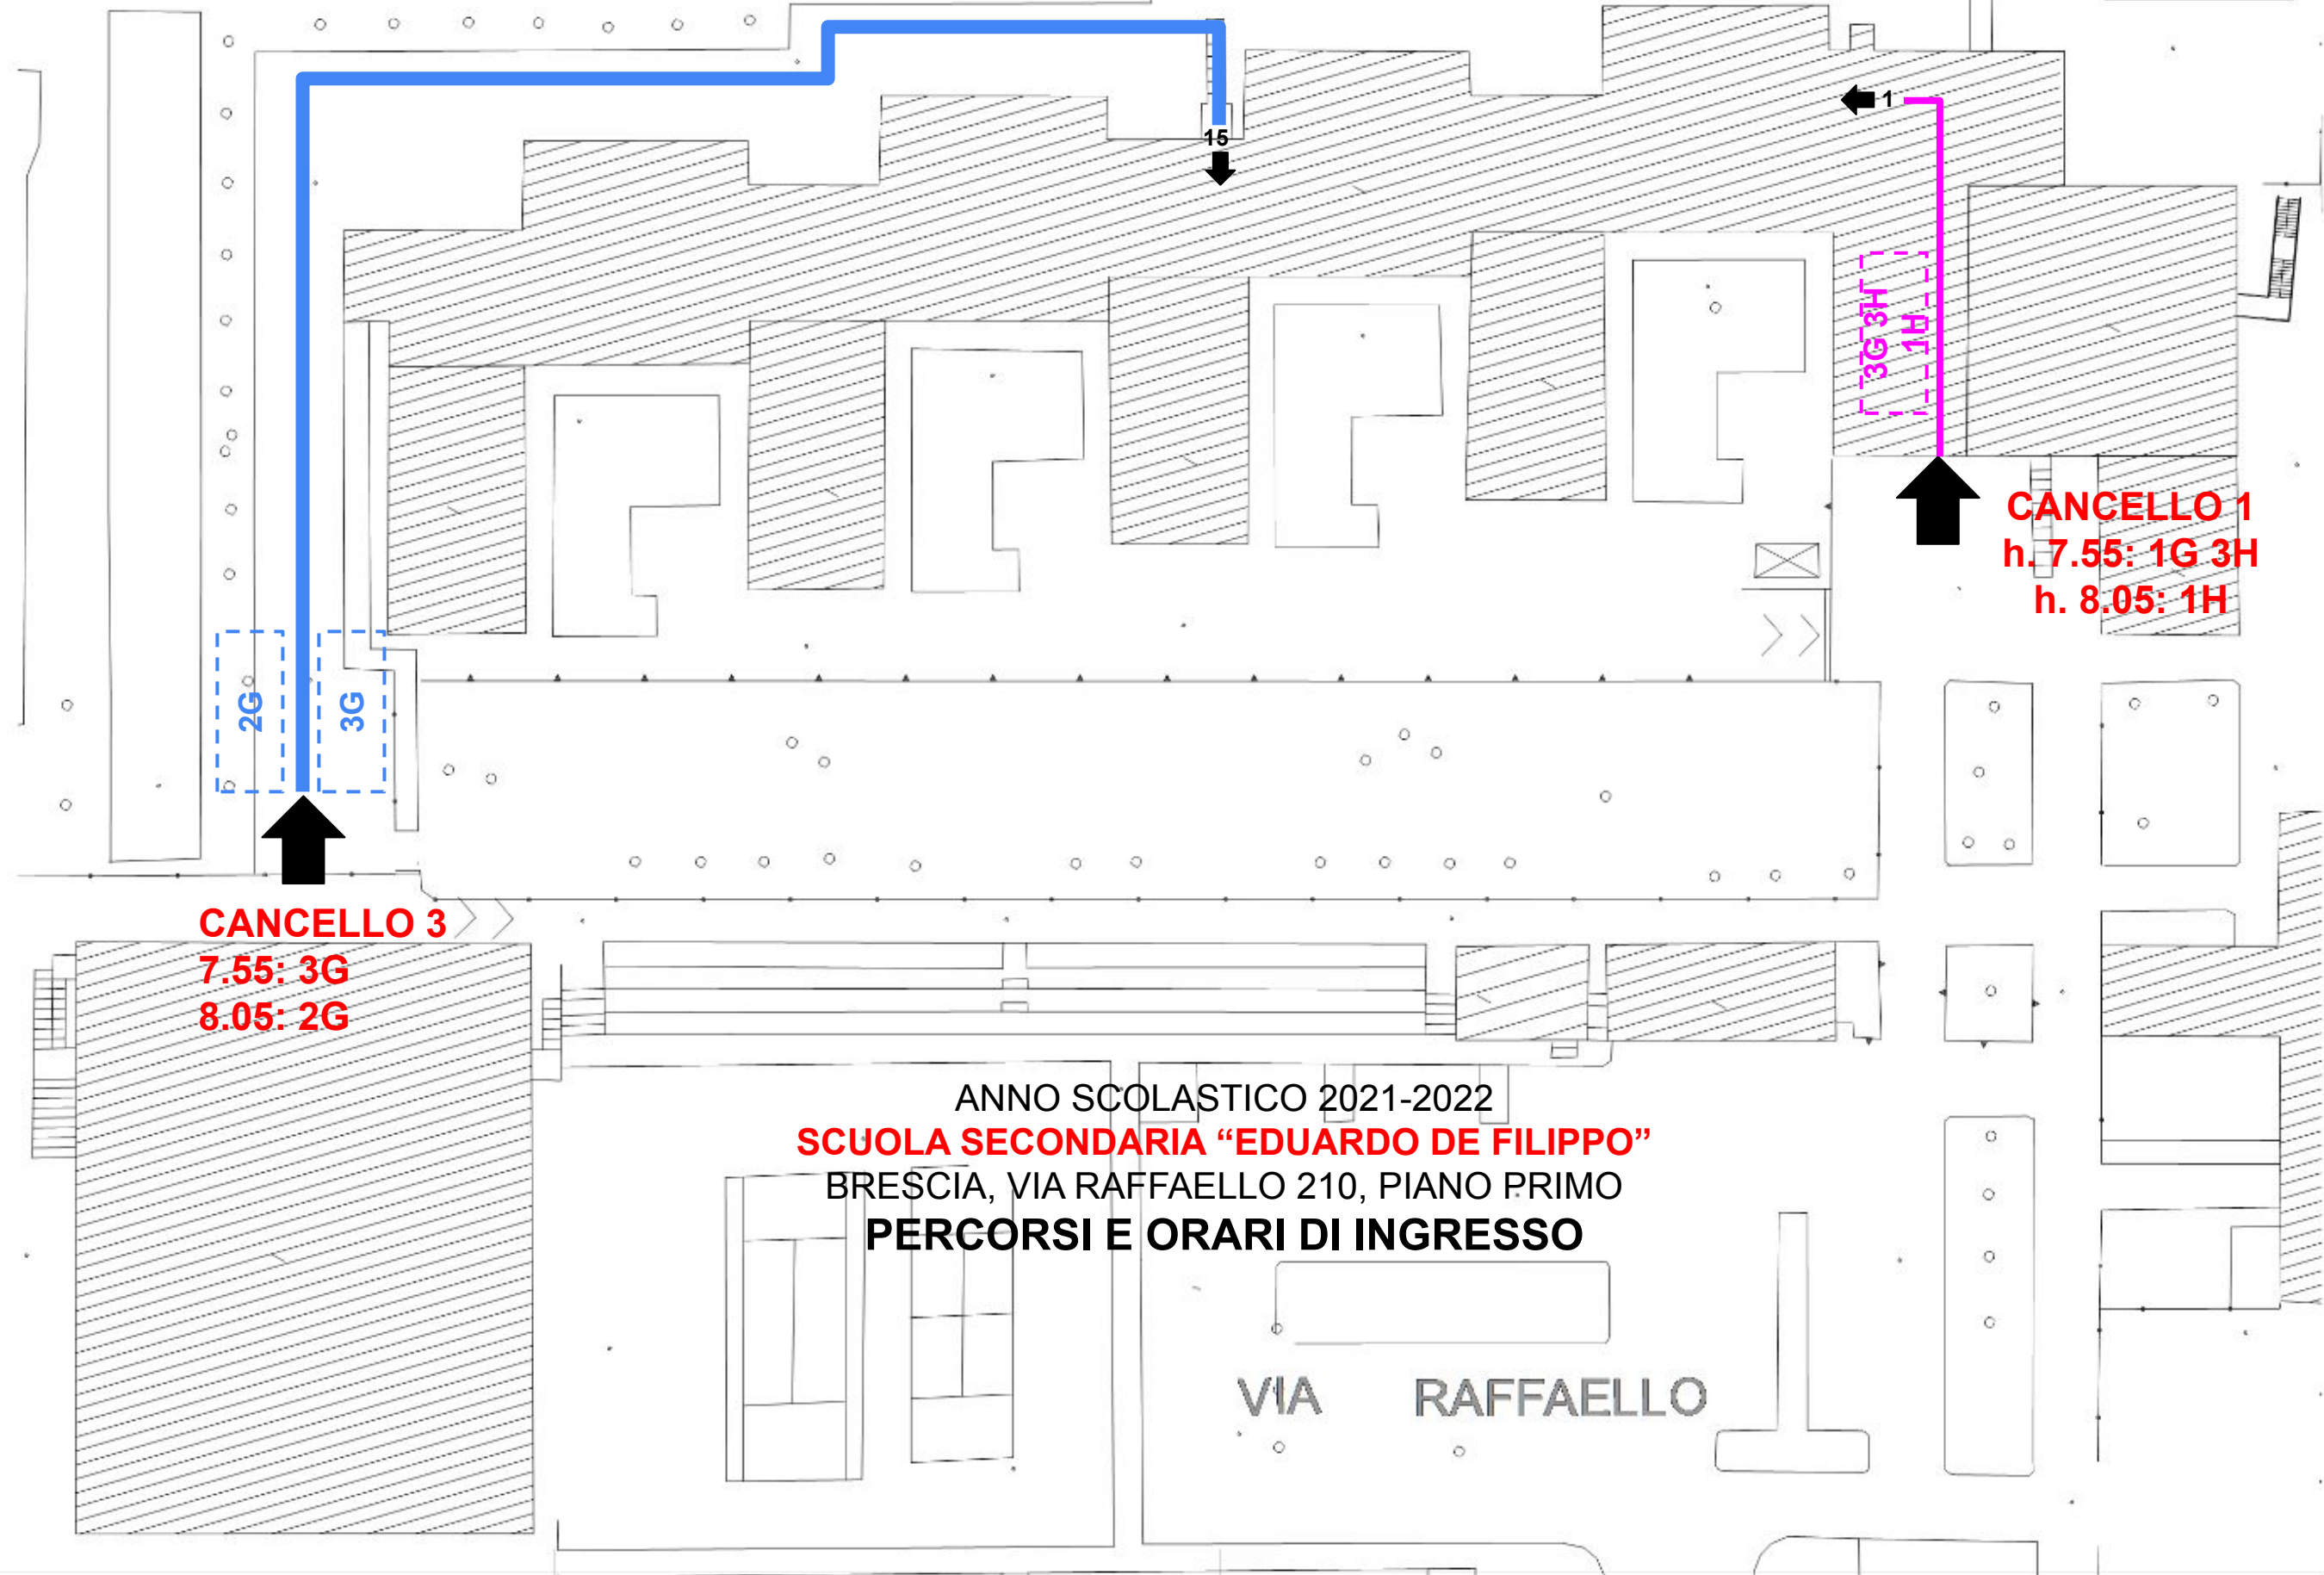 15
1
3G 3H
1H
CANCELLO 1
h. 7.55: 1G 3H
h. 8.05: 1H
2G
3G
CANCELLO 3
7.55: 3G
8.05: 2G
ANNO SCOLASTICO 2021-2022
SCUOLA SECONDARIA “EDUARDO DE FILIPPO”
BRESCIA, VIA RAFFAELLO 210, PIANO PRIMO
PERCORSI E ORARI DI INGRESSO
VIA RAFFAELLO